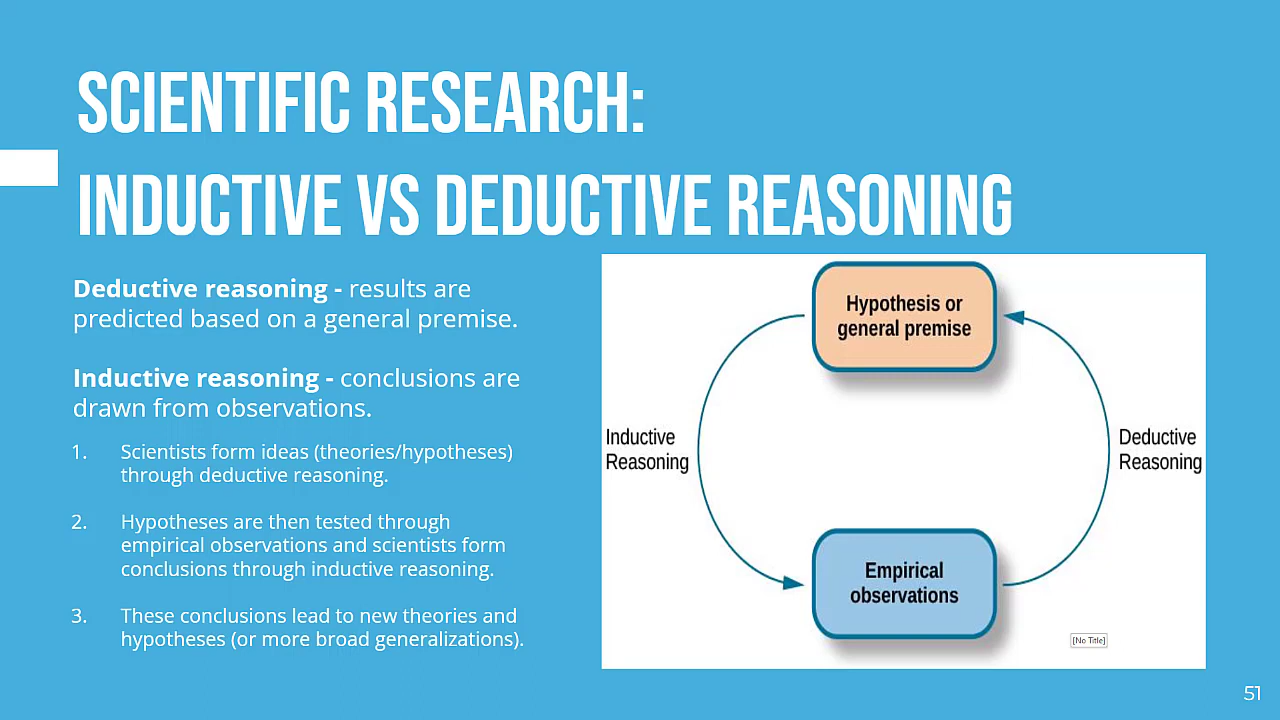 SCIENTIFIC RESEARCH:
INDUCTIVE VS DEDUCTIVE REASONING
Deductive reasoning - results are
predicted based on a general premise.
Inductive reasoning - conclusions are
drawn from observations.
1. Scientists form ideas (theories/hypotheses)
through deductive reasoning.
2. Hypotheses are then tested through
empirical observations and scientists form
conclusions through inductive reasoning.
3. These conclusions lead to new theories and
hypotheses (or more broad generalizations).
Hypothesis or
general premise
Inductive
Reasoning
Deductive
Reasoning
Empirical
observations
[No Title]
51